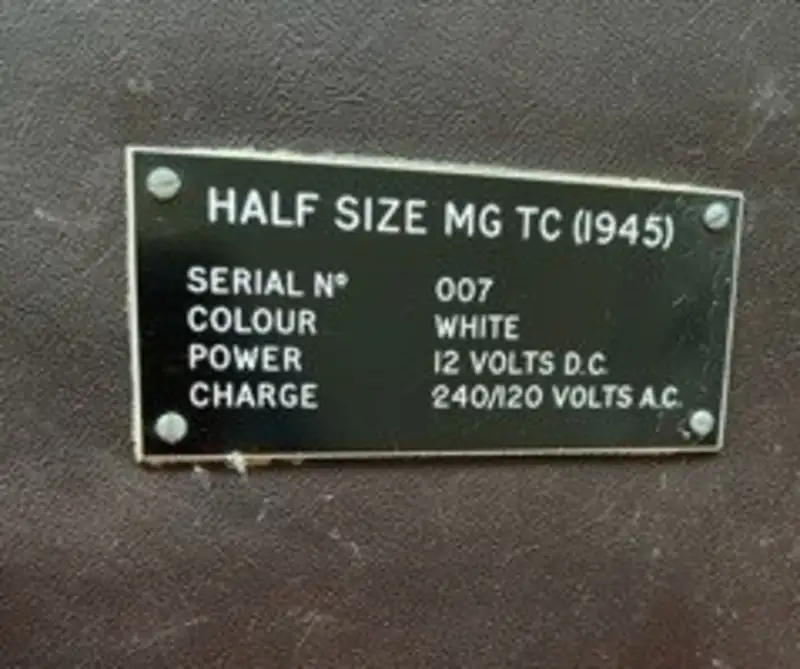 HALF SIZE MG TC (1945)
SERIAL Nº 007
COLOUR WHITE
POWER 12 VOLTS D.C.
CHARGE 240/120 VOLTS A.C.